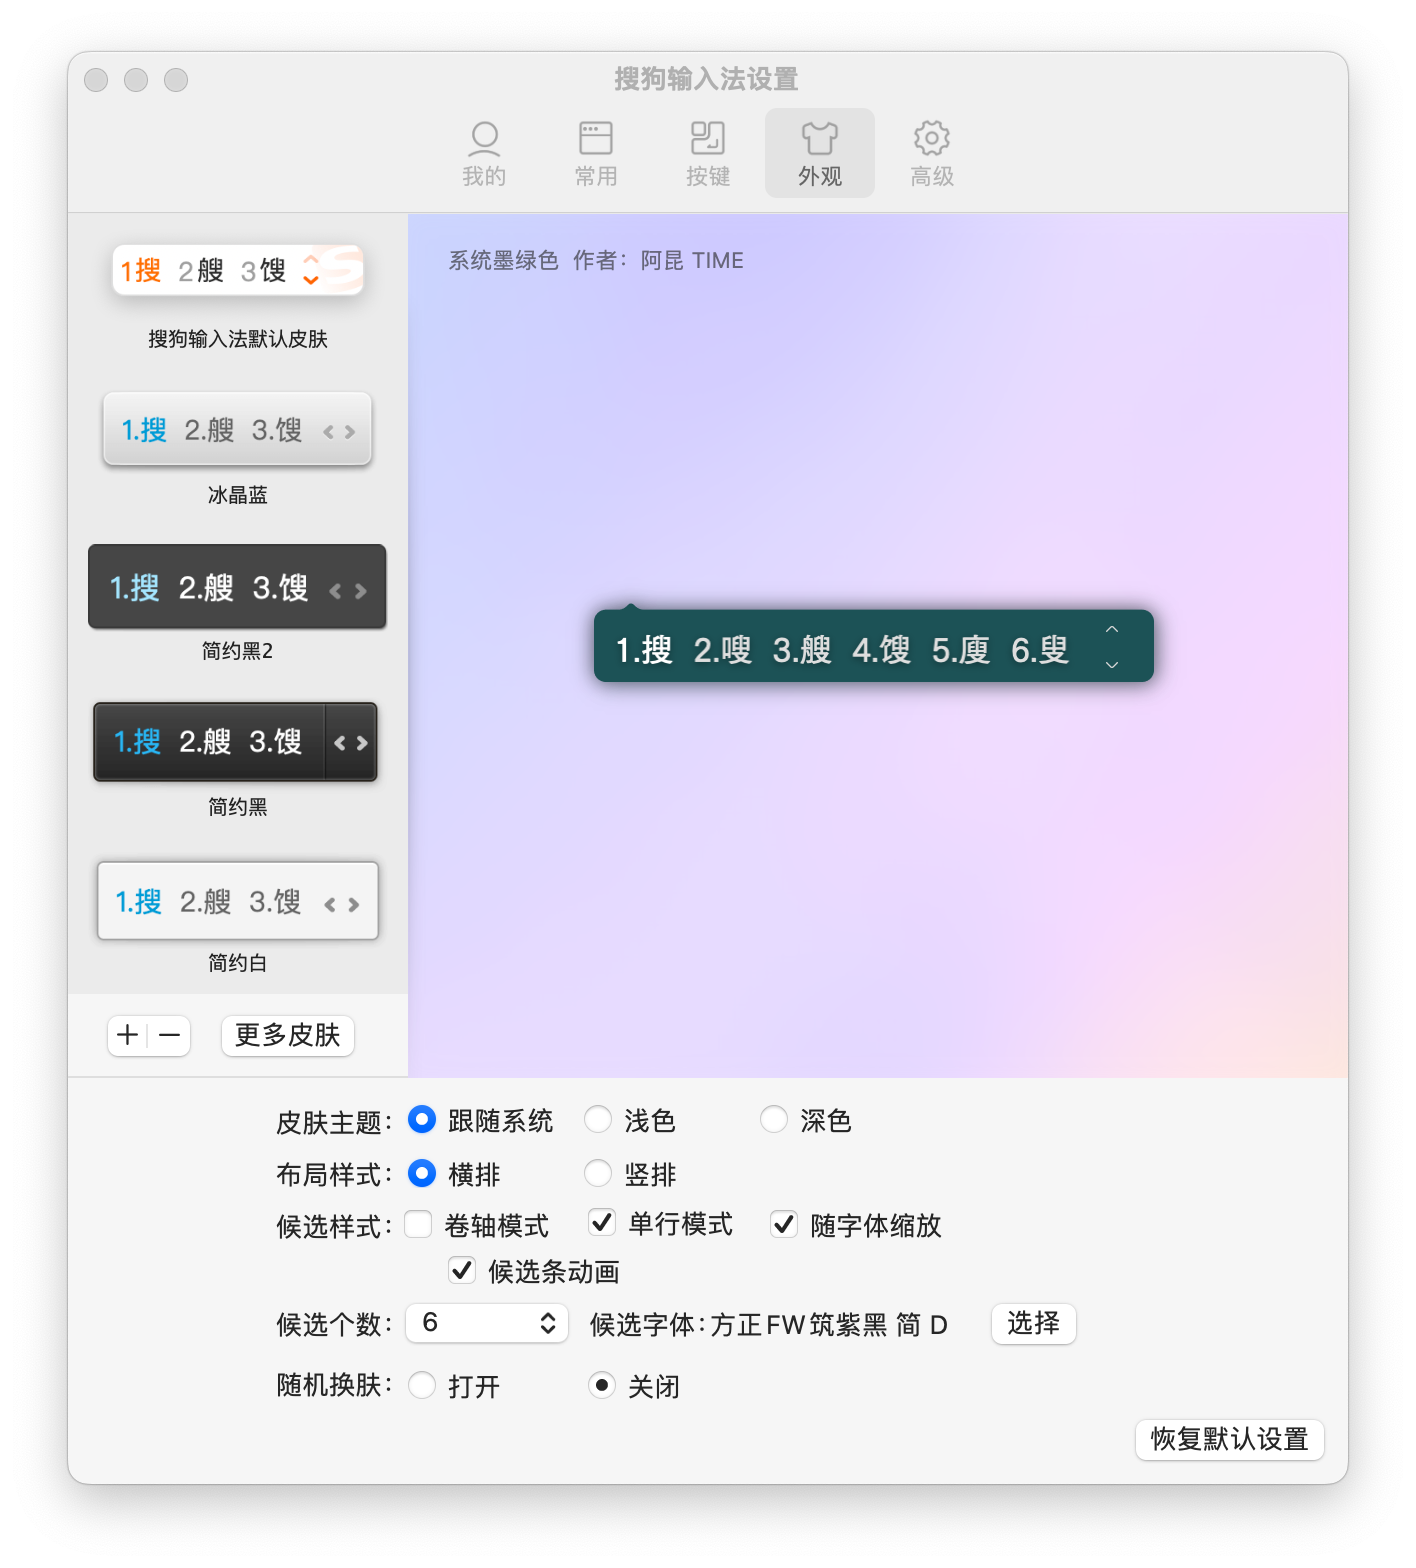 搜狗输入法设置
我的 常用 按键 外观 高级
1搜 2艘 3馊
搜狗输入法默认皮肤
1.搜 2.艘 3.馊
冰晶蓝
1.搜 2.艘 3.馊
简约黑2
1.搜 2.艘 3.馊
简约黑
1.搜 2.艘 3.馊
简约白
更多皮肤
系统墨绿色 作者：阿昆 TIME
1.搜 2.嗖 3.艘 4.馊 5.廋 6.叟
皮肤主题： 跟随系统 浅色 深色
布局样式： 横排 竖排
候选样式： 卷轴模式 单行模式 随字体缩放
候选条动画
候选个数： 6 候选字体：方正FW筑紫黑 简 D 选择
随机换肤： 打开 关闭
恢复默认设置